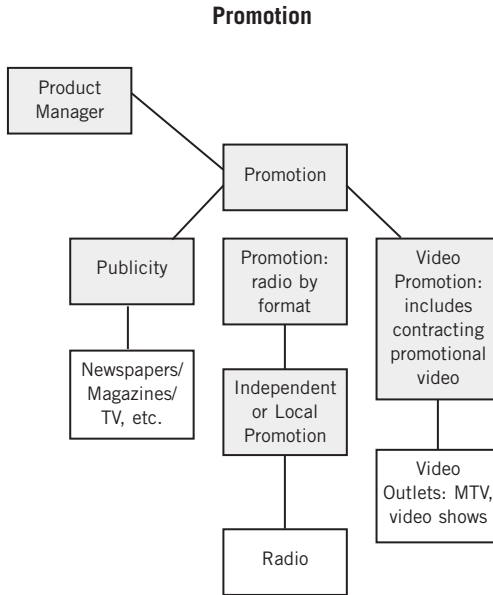 Promotion
Product
Manager
Promotion
Publicity
Promotion:
radio by
format
Video
Promotion:
includes
contracting
promotional
video
Newspapers/
Magazines/
TV, etc.
Independent
or Local
Promotion
Video
Outlets: MTV,
video shows
Radio